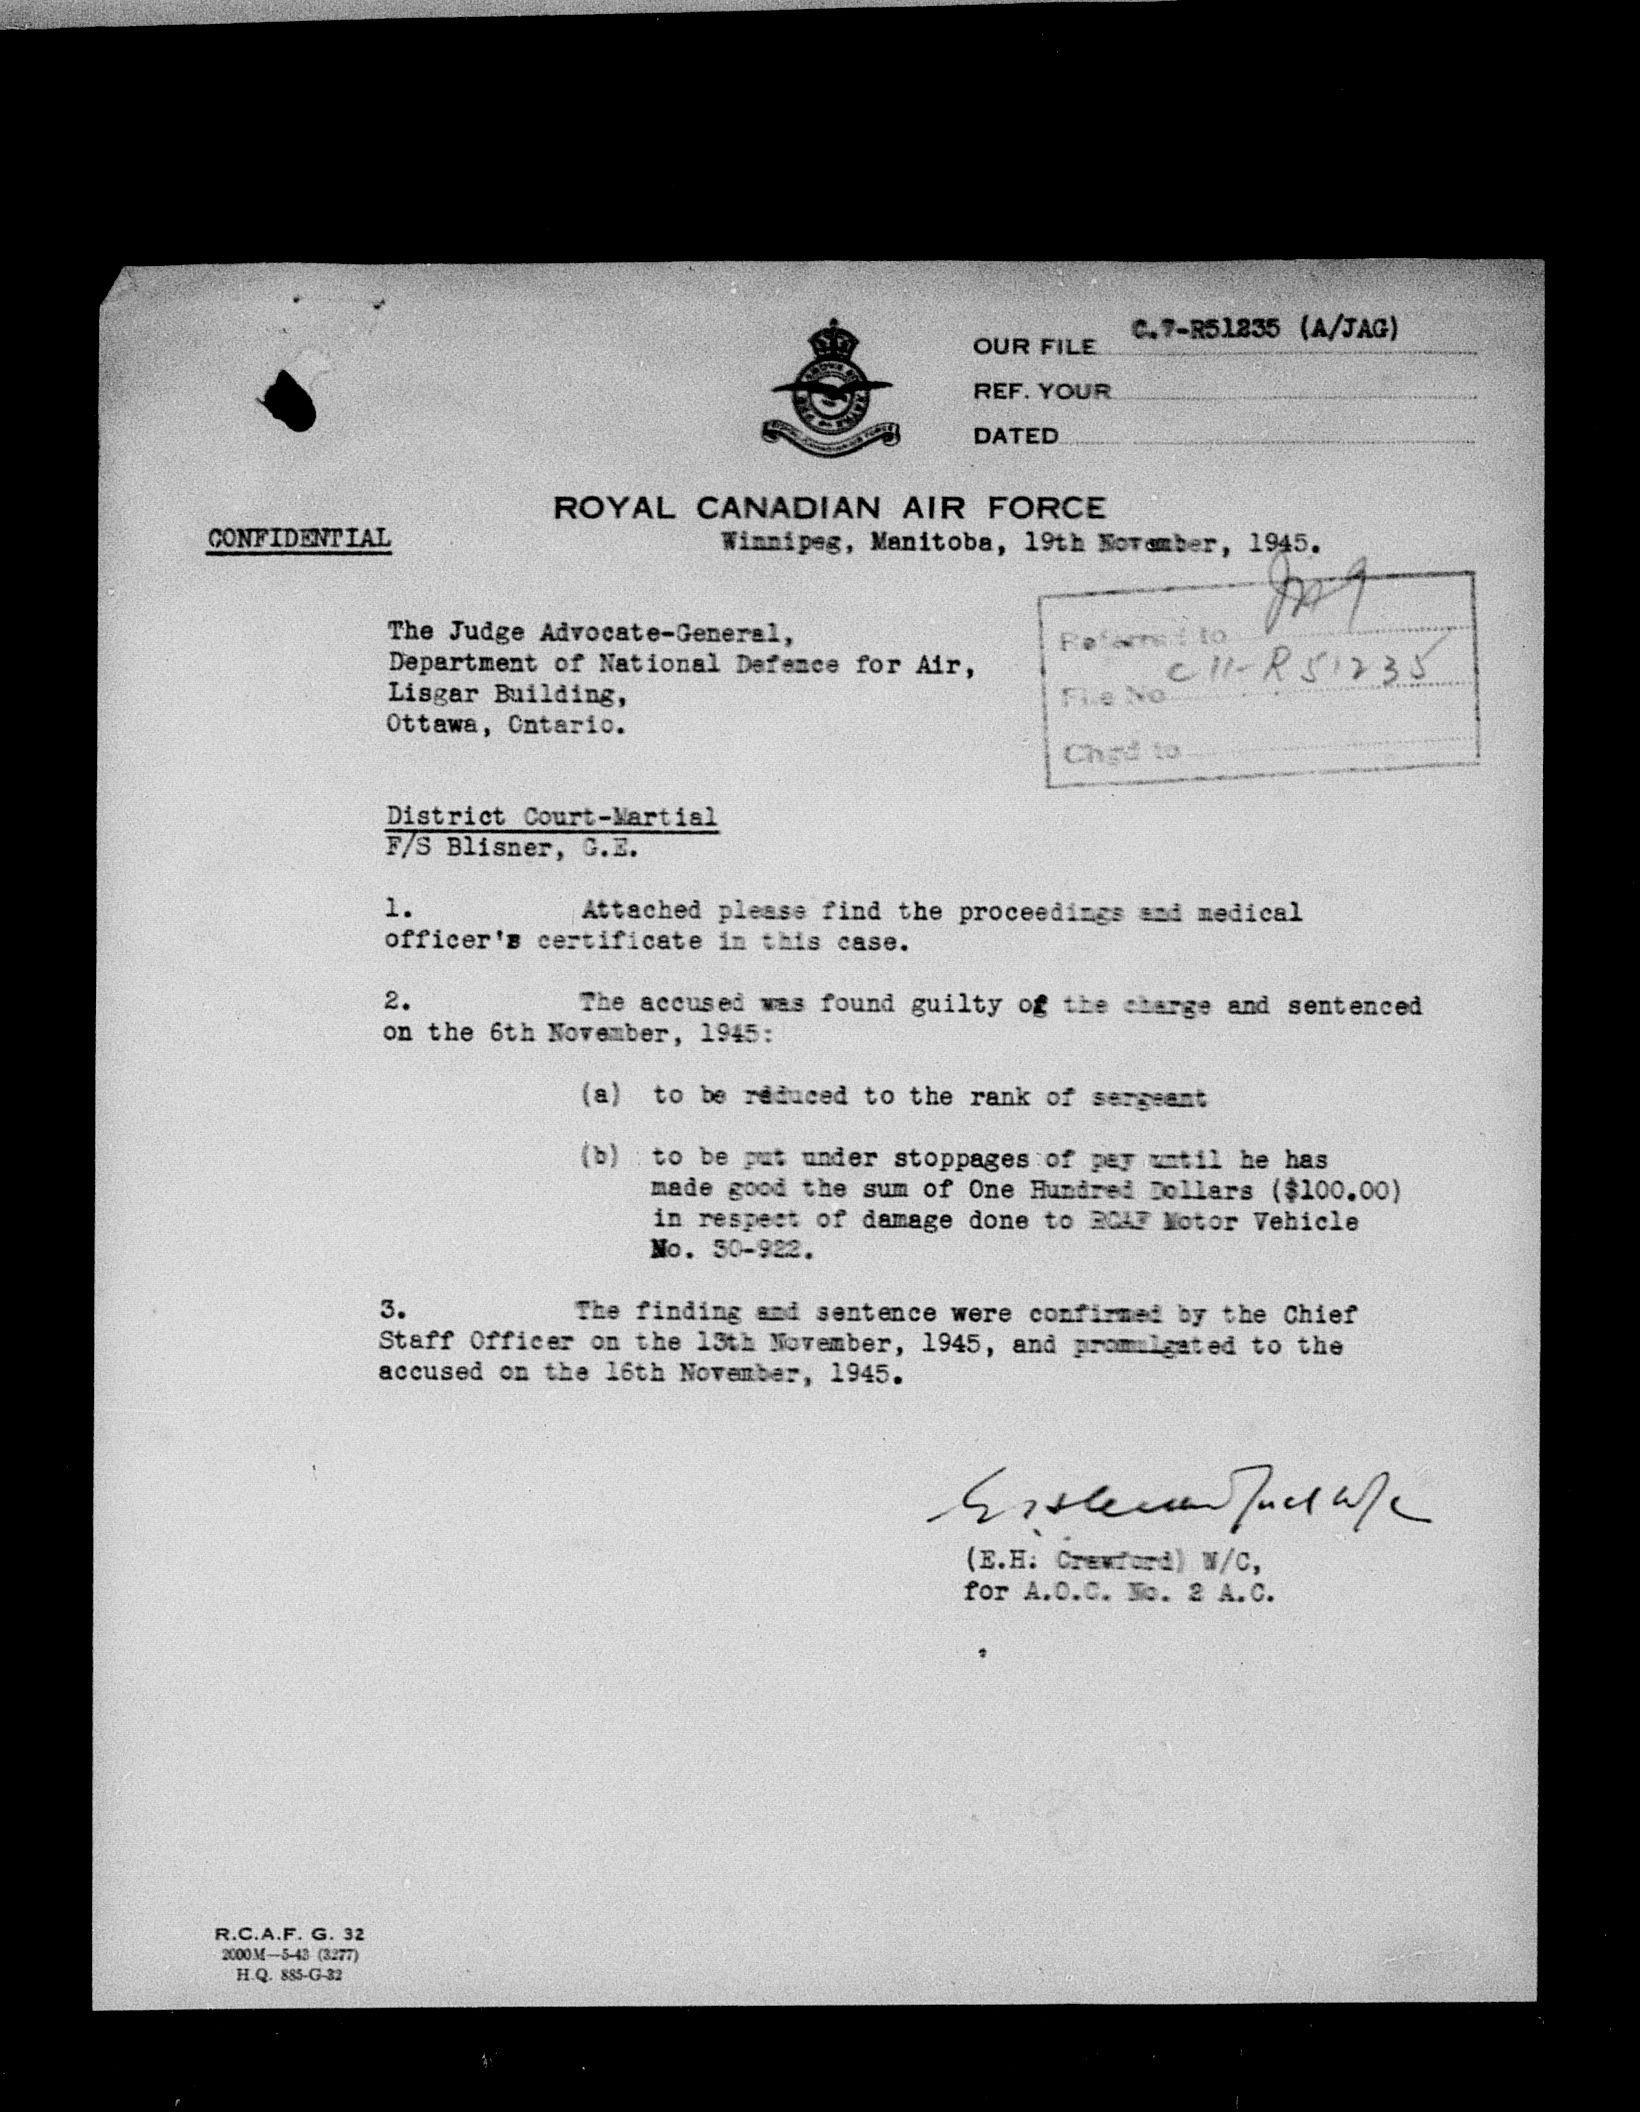 OUR FILE C.7-R51235 (A/JAG)
REF. YOUR
DATED
ROYAL CANADIAN AIR FORCE
CONFIDENTIAL
Winnipeg, Manitoba, 19th November, 1945.
The Judge Advocate-General,
Department of National Defence for Air,
Lisgar Building,
Ottawa, Ontario.
JAG
Referred to
C 11-R51235
File No
Chgd to
District Court-Martial
F/S Blisner, G.E.
1. Attached please find the proceedings and medical
officer's certificate in this case.
2. The accused was found guilty of the charge and sentenced
on the 6th November, 1945:
(a) to be reduced to the rank of sergeant
(b) to be put under stoppages of pay until he has
made good the sum of One Hundred Dollars ($100.00)
in respect of damage done to RCAF Motor Vehicle
No. 30-922.
3. The finding and sentence were confirmed by the Chief
Staff Officer on the 13th November, 1945, and promulgated to the
accused on the 16th November, 1945.
(E.H. Crawford) W/C,
for A.O.C. No. 2 A.C.
R.C.A.F. G. 32
2000M—5-43 (3277)
H.Q. 885-G-32